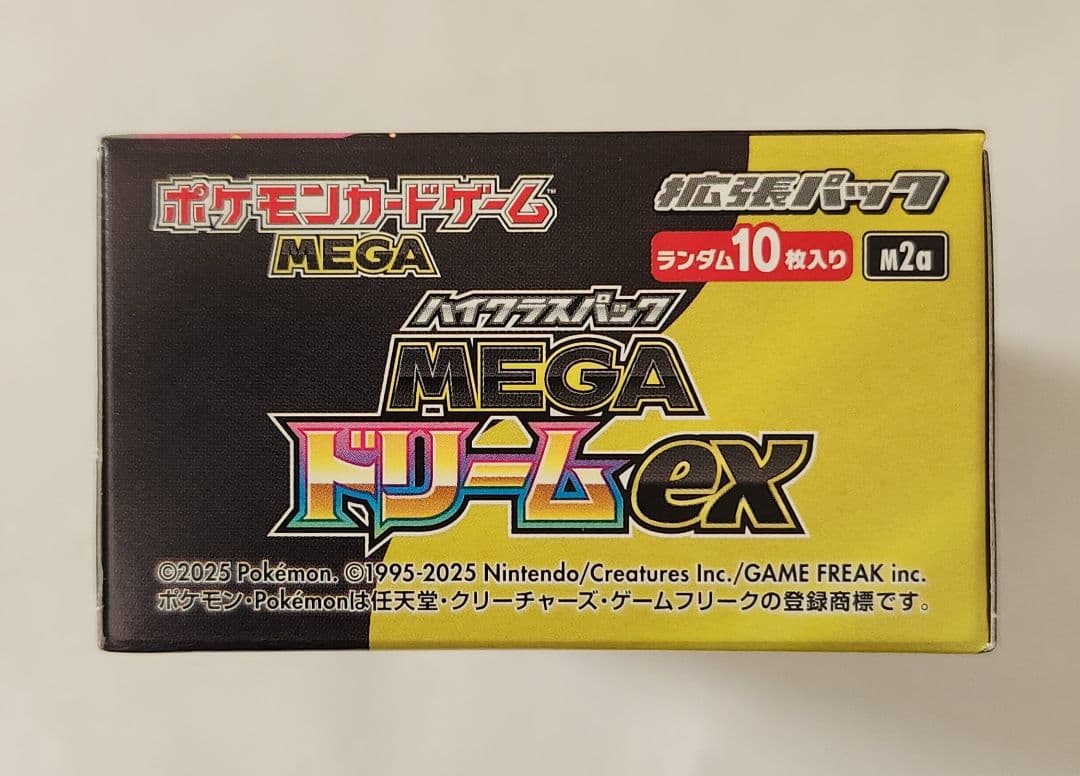 ポケモンカードゲーム™
MEGA
拡張パック
ランダム10枚入り
M2a
ハイクラスパック
MEGA
ドリームex
©2025 Pokémon. ©1995-2025 Nintendo/Creatures Inc./GAME FREAK inc.
ポケモン・Pokémonは任天堂・クリーチャーズ・ゲームフリークの登録商標です。